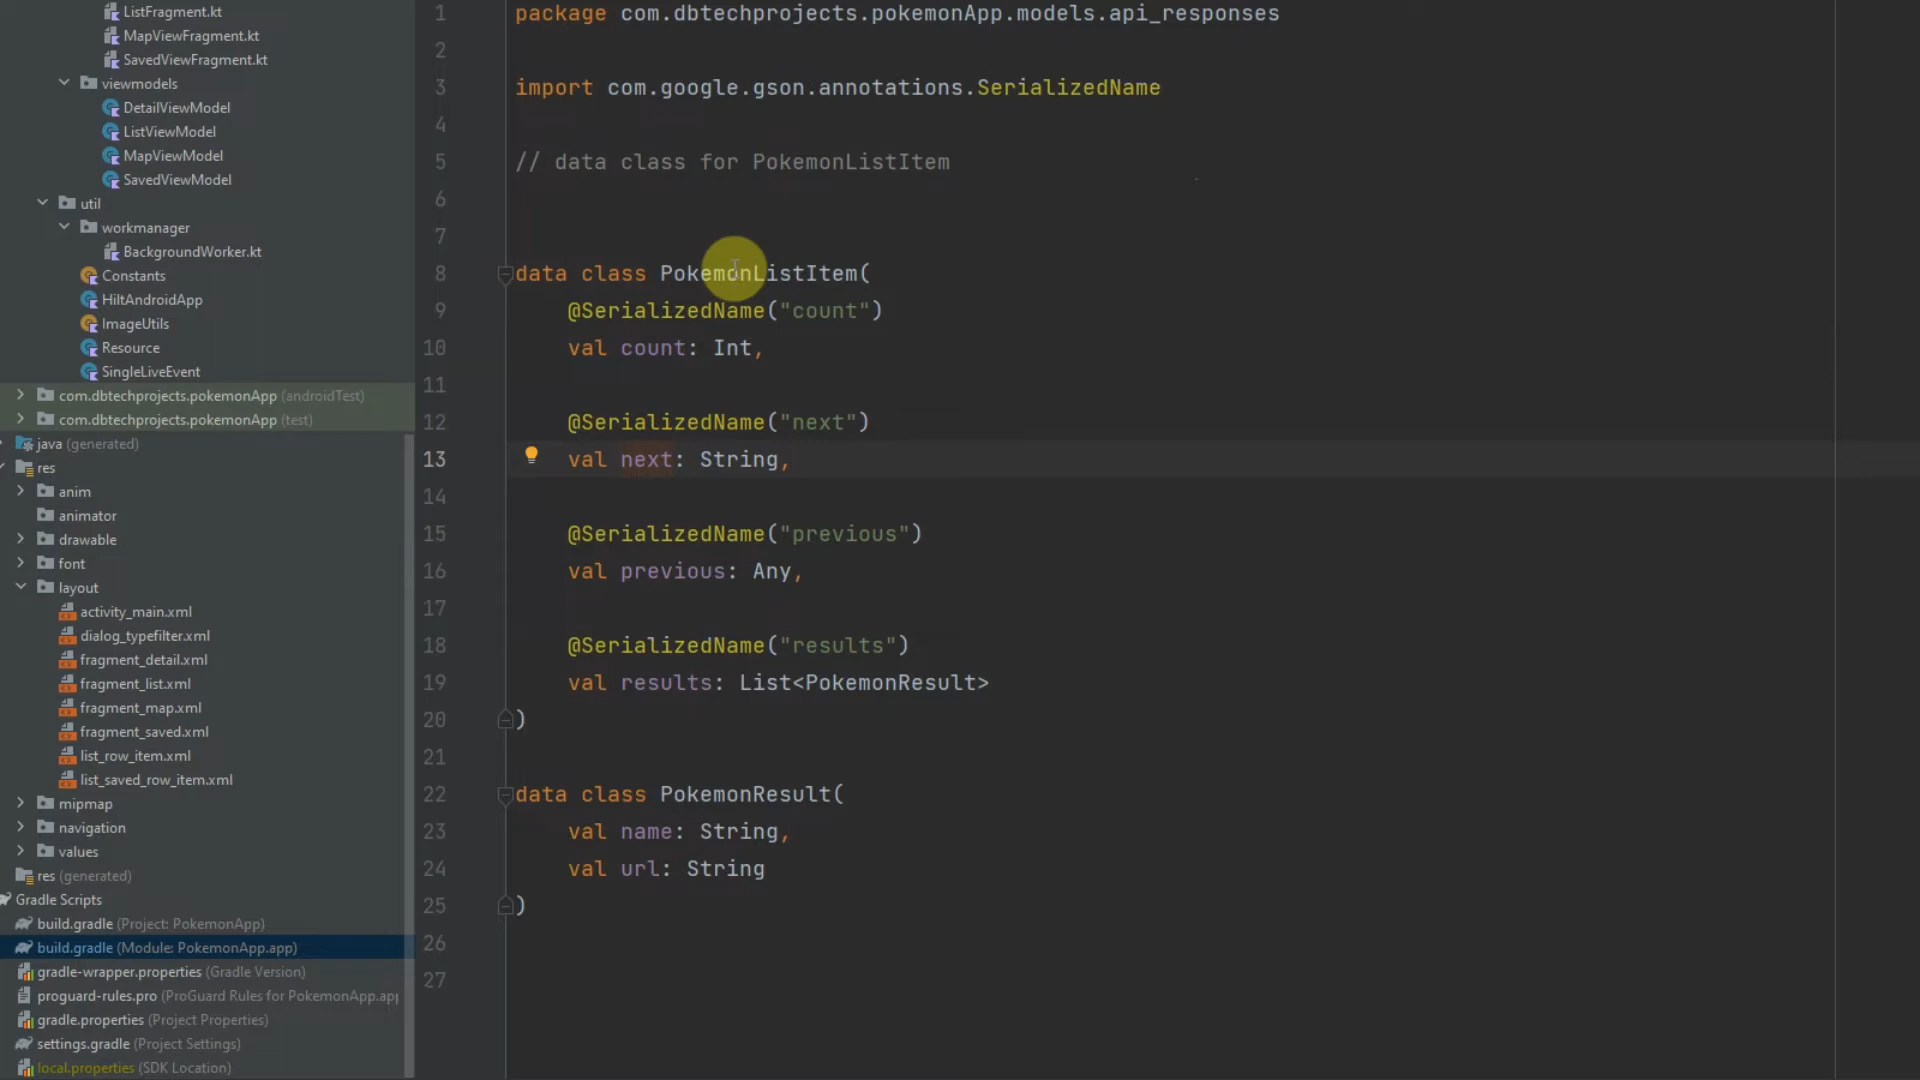 ListFragment.kt
MapViewFragment.kt
SavedViewFragment.kt
viewmodels
DetailViewModel
ListViewModel
MapViewModel
SavedViewModel
util
workmanager
BackgroundWorker.kt
Constants
HiltAndroidApp
ImageUtils
Resource
SingleLiveEvent
com.dbtechprojects.pokemonApp (androidTest)
com.dbtechprojects.pokemonApp (test)
java (generated)
res
anim
animator
drawable
font
layout
activity_main.xml
dialog_typefilter.xml
fragment_detail.xml
fragment_list.xml
fragment_map.xml
fragment_saved.xml
list_row_item.xml
list_saved_row_item.xml
mipmap
navigation
values
res (generated)
Gradle Scripts
build.gradle (Project: PokemonApp)
build.gradle (Module: PokemonApp.app)
gradle-wrapper.properties (Gradle Version)
proguard-rules.pro (ProGuard Rules for PokemonApp.app
gradle.properties (Project Properties)
settings.gradle (Project Settings)
local.properties (SDK Location)
1 package com.dbtechprojects.pokemonApp.models.api_responses
2
3 import com.google.gson.annotations.SerializedName
4
5 // data class for PokemonListItem
6
7
8 data class PokemonListItem(
9 @SerializedName("count")
10 val count: Int,
11
12 @SerializedName("next")
13 val next: String,
14
15 @SerializedName("previous")
16 val previous: Any,
17
18 @SerializedName("results")
19 val results: List<PokemonResult>
20 )
21
22 data class PokemonResult(
23 val name: String,
24 val url: String
25 )
26
27